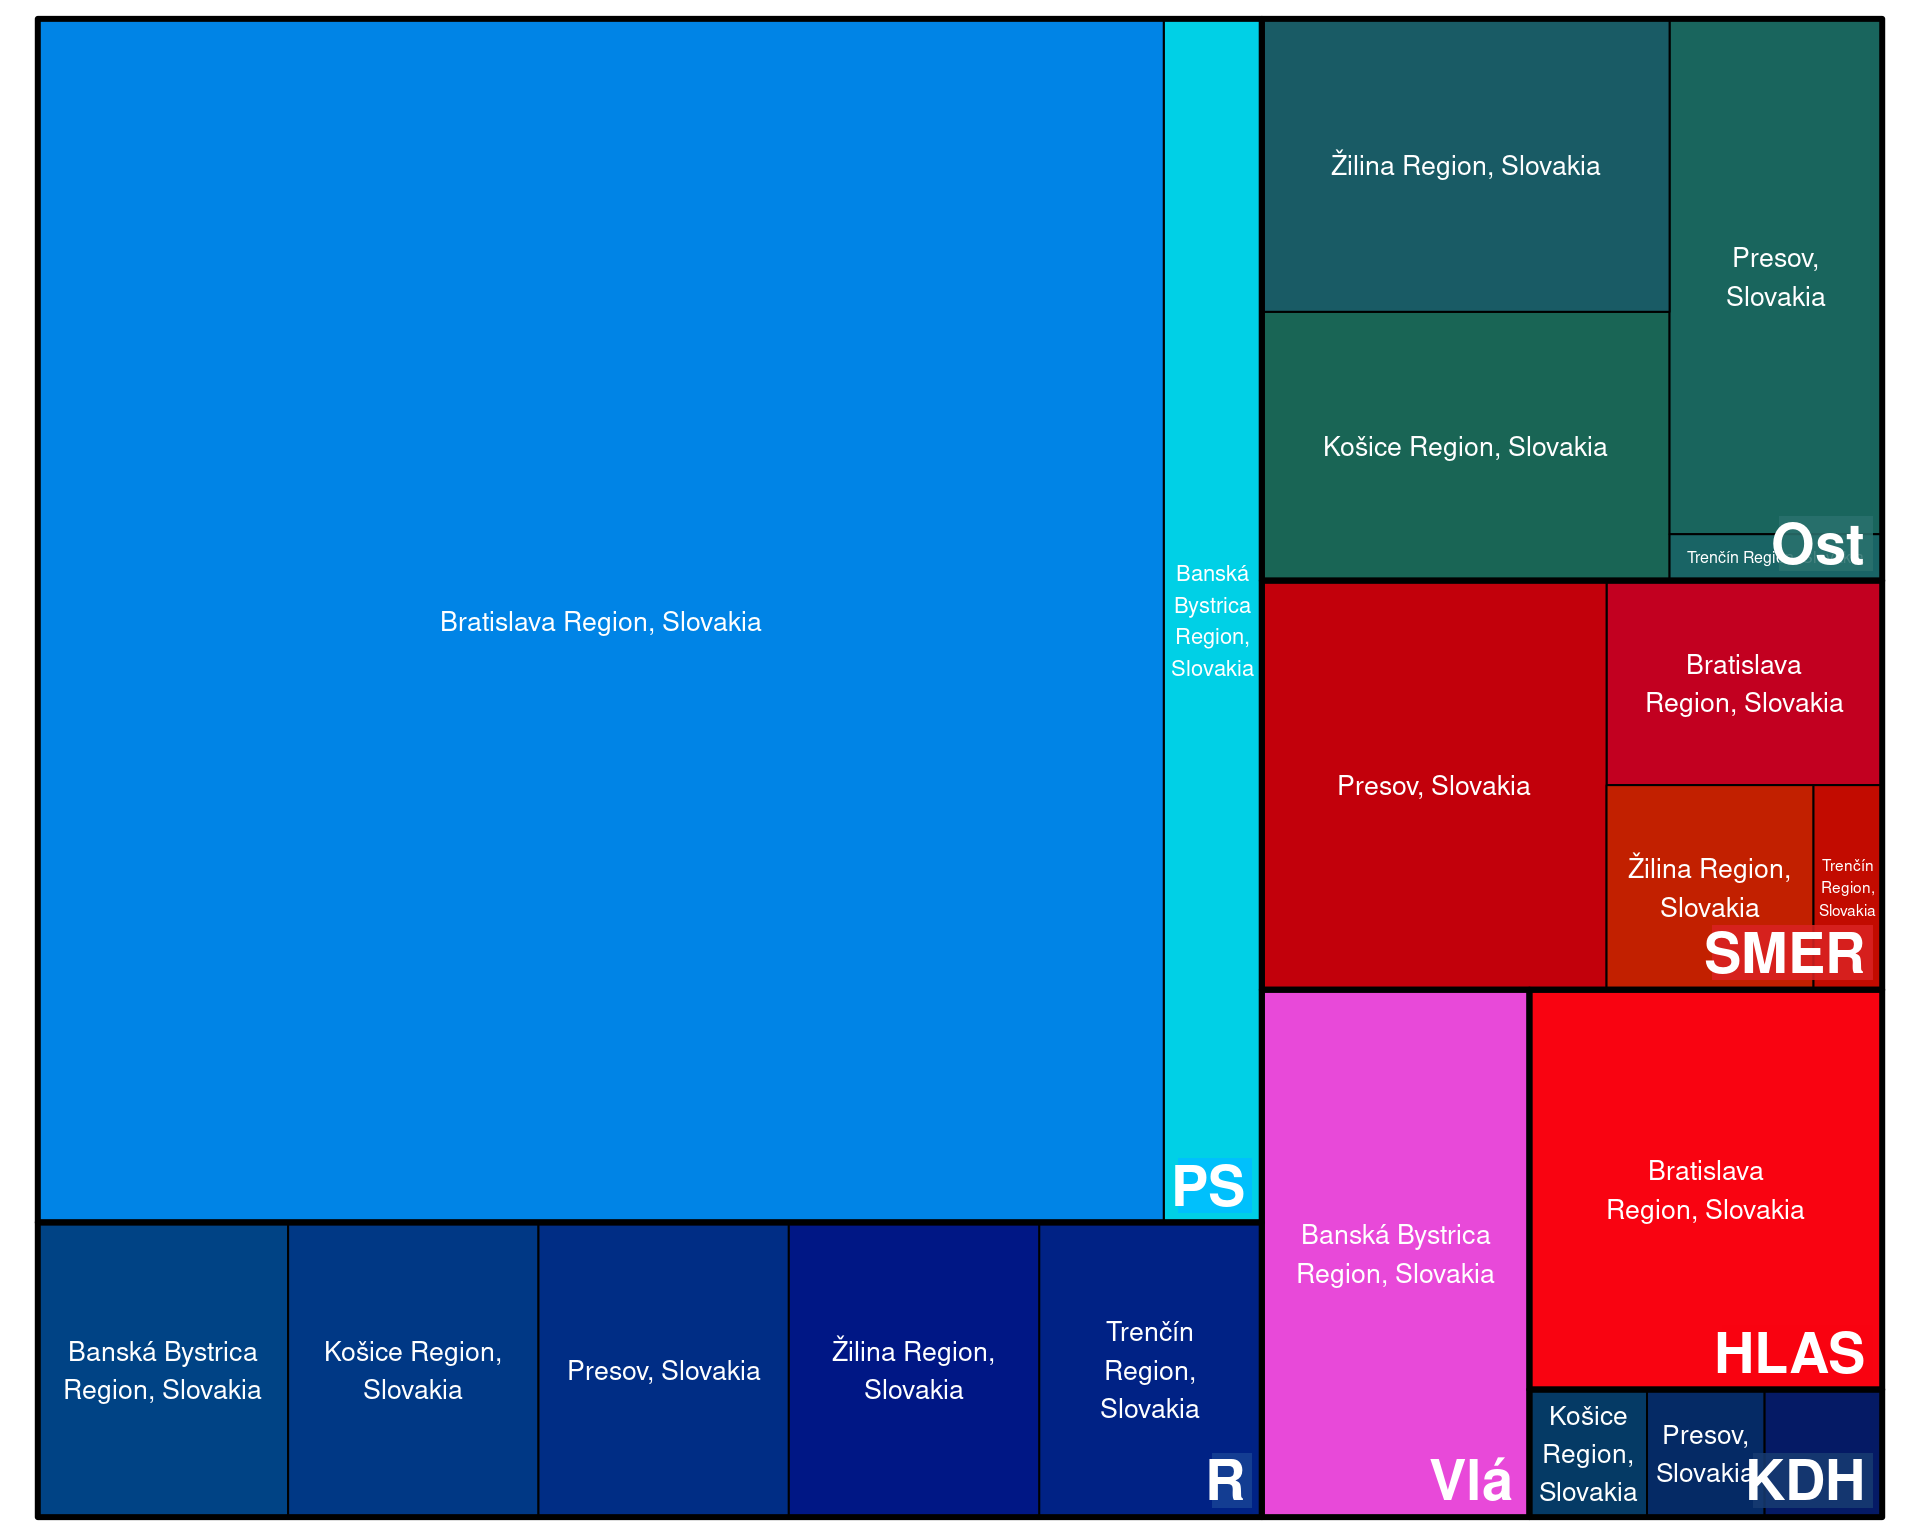 Bratislava Region, Slovakia
Banská
Bystrica
Region,
Slovakia
PS
Banská Bystrica
Region, Slovakia
Košice Region,
Slovakia
Presov, Slovakia
Žilina Region,
Slovakia
Trenčín
Region,
Slovakia
R
Žilina Region, Slovakia
Košice Region, Slovakia
Presov,
Slovakia
Trenčín
Ost
Presov, Slovakia
Bratislava
Region, Slovakia
Žilina Region,
Slovakia
Trenčín
Region,
Slovakia
SMER
Banská Bystrica
Region, Slovakia
Vlá
Bratislava
Region, Slovakia
HLAS
Košice
Region,
Slovakia
Presov,
Slovakia
KDH